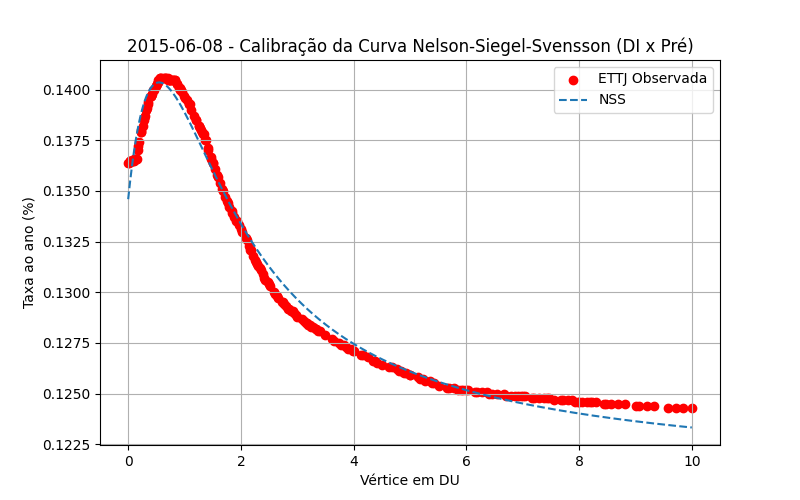 2015-06-08 - Calibração da Curva Nelson-Siegel-Svensson (DI x Pré)
ETTJ Observada
NSS
Taxa ao ano (%)
0.1400
0.1375
0.1350
0.1325
0.1300
0.1275
0.1250
0.1225
0
2
4
6
8
10
Vértice em DU